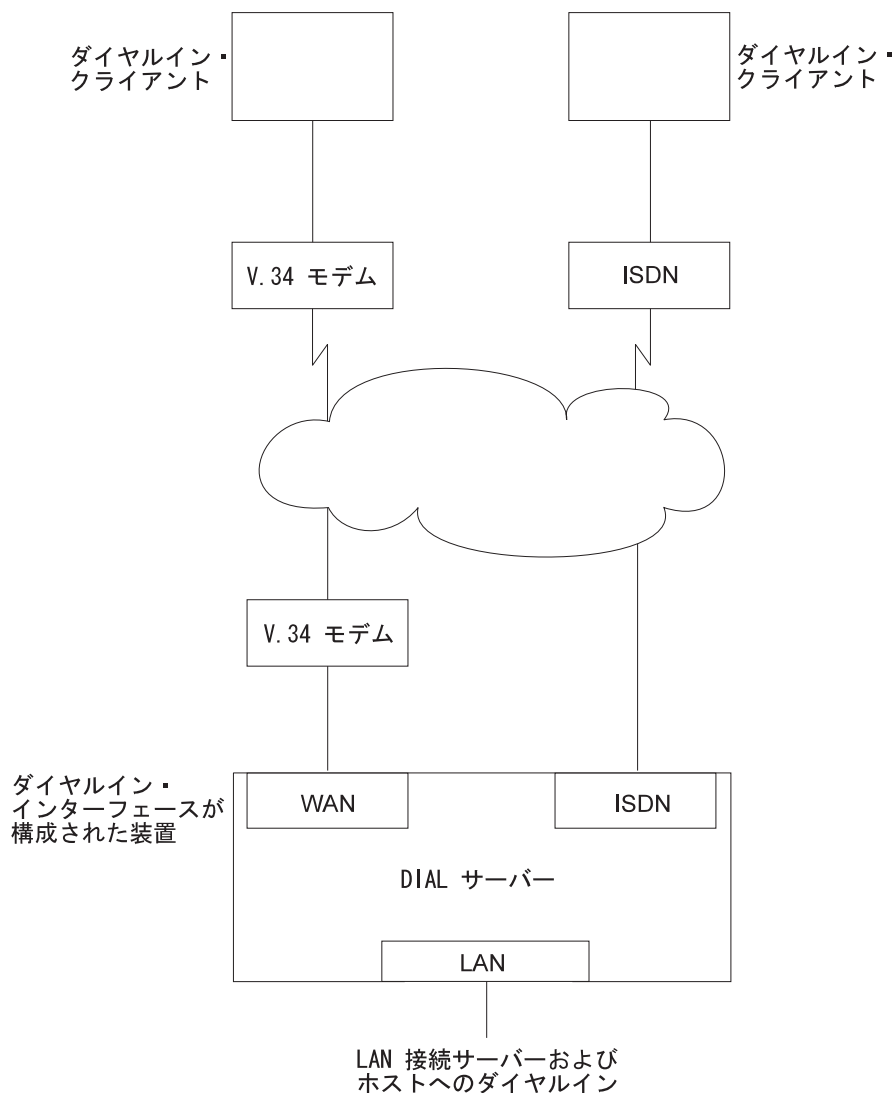 ダイヤルイン・
クライアント
ダイヤルイン・
クライアント
V.34 モデム
ISDN
V.34 モデム
ダイヤルイン・
インターフェースが
構成された装置
WAN
ISDN
DIAL サーバー
LAN
LAN 接続サーバーおよび
ホストへのダイヤルイン